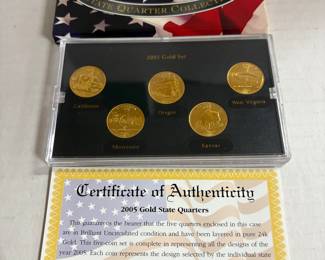 STATE QUARTER COLLECTION
2005 Gold Set
California
Oregon
West Virginia
Minnesota
Kansas
Certificate of Authenticity
2005 Gold State Quarters
This guarantees the bearer that the five quarters enclosed in this case
are in Brilliant Uncirculated condition and have been layered in pure 24k
Gold. This five-coin set is complete in representing all the designs of the
year 2005. Each coin represents the design selected by the individual state